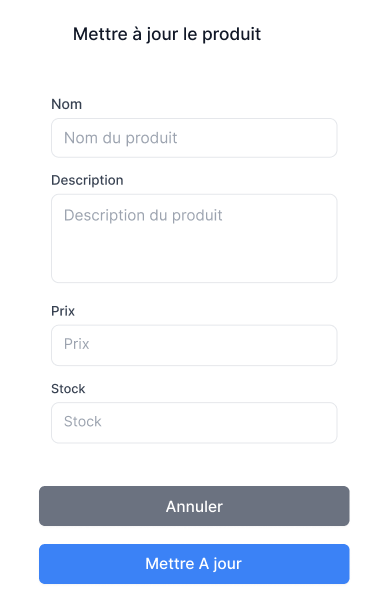 Mettre à jour le produit
Nom
Nom du produit
Description
Description du produit
Prix
Prix
Stock
Stock
Annuler
Mettre A jour